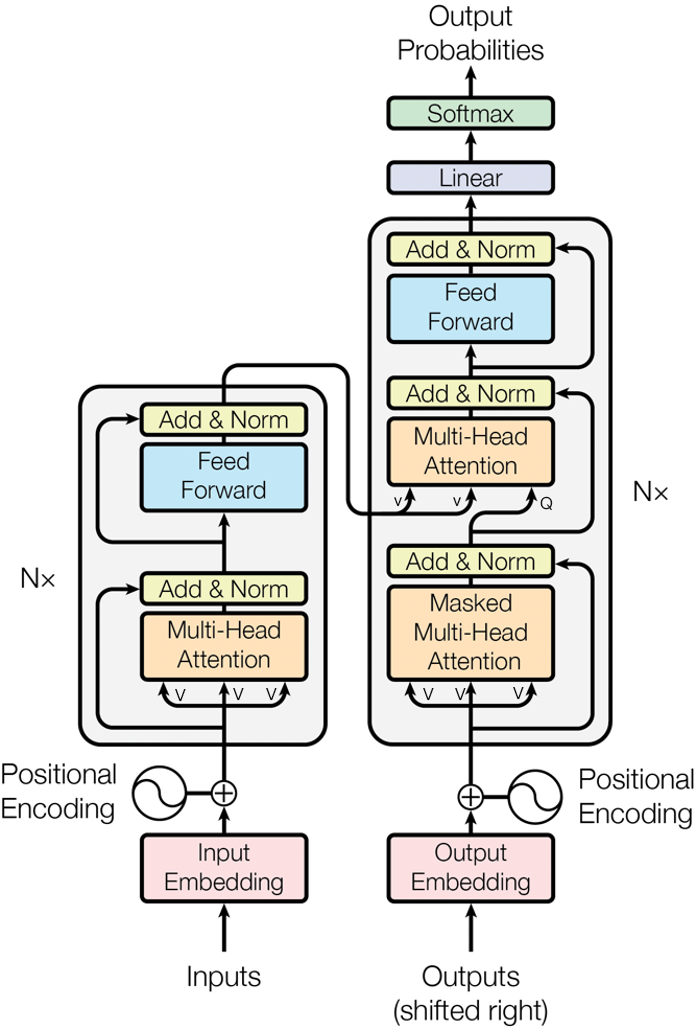 Output
Probabilities
Softmax
Linear
Add & Norm
Feed
Forward
Add & Norm
Multi-Head
Attention
v v Q
Nx
Add & Norm
Masked
Multi-Head
Attention
V V V
Positional
Encoding
Output
Embedding
Outputs
(shifted right)
Add & Norm
Feed
Forward
Nx
Add & Norm
Multi-Head
Attention
V V V
Positional
Encoding
Input
Embedding
Inputs